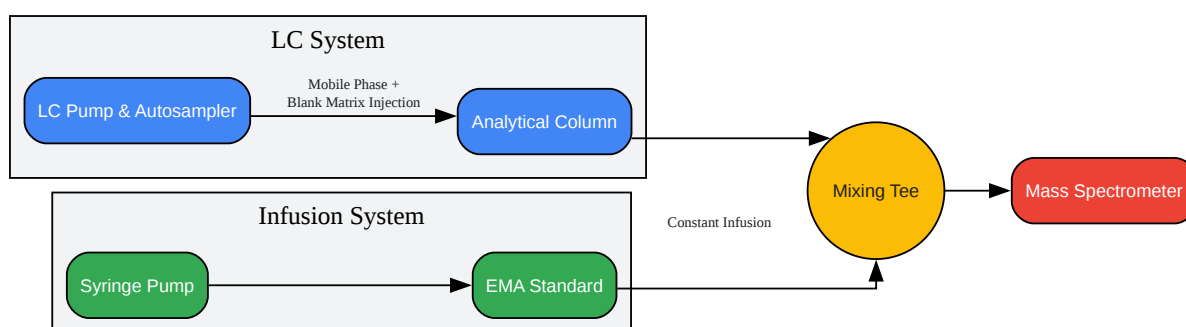 LC System
LC Pump & Autosampler
Mobile Phase +
Blank Matrix Injection
Analytical Column
Mixing Tee
Mass Spectrometer
Infusion System
Constant Infusion
Syringe Pump
EMA Standard